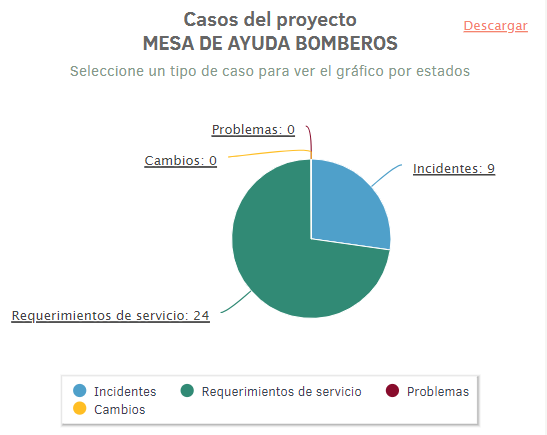 Casos del proyecto
MESA DE AYUDA BOMBEROS
Descargar
Seleccione un tipo de caso para ver el gráfico por estados
Problemas: 0
Cambios: 0
Incidentes: 9
Requerimientos de servicio: 24
Incidentes
Requerimientos de servicio
Problemas
Cambios